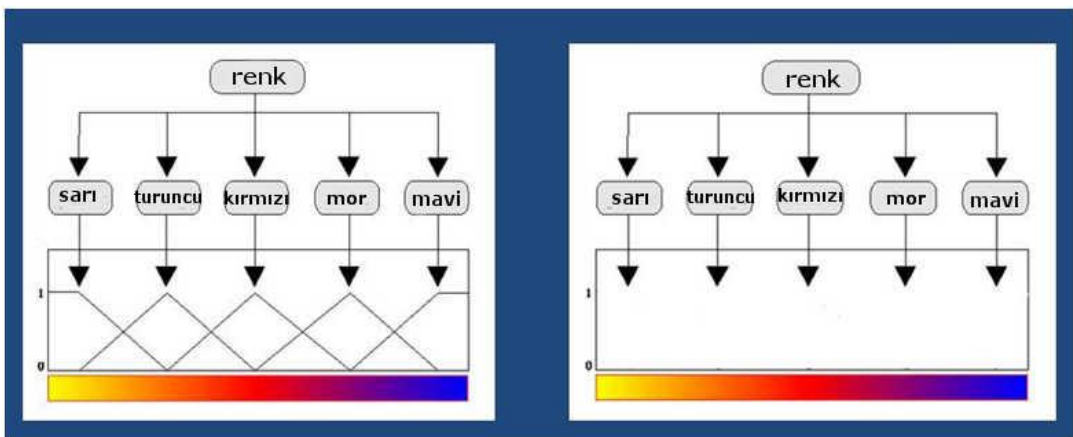 renk
sarı turuncu kırmızı mor mavi
1
0
renk
sarı turuncu kırmızı mor mavi
1
0